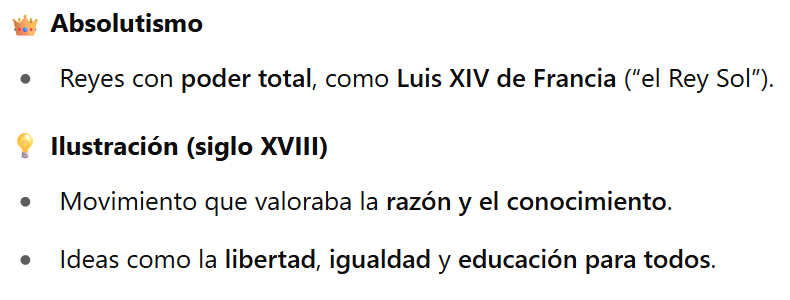 👑 Absolutismo
• Reyes con poder total, como Luis XIV de Francia (“el Rey Sol”).
💡 Ilustración (siglo XVIII)
• Movimiento que valoraba la razón y el conocimiento.
• Ideas como la libertad, igualdad y educación para todos.